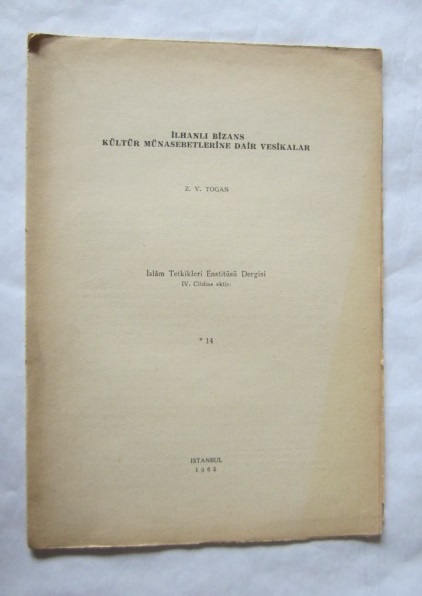 İLHANLI BİZANS
KÜLTÜR MÜNASEBETLERİNE DAİR VESİKALAR
Z. V. TOGAN
İslâm Tetkikleri Enstitüsü Dergisi
IV. Cildine ektir.
* 14
ISTANBUL
1965